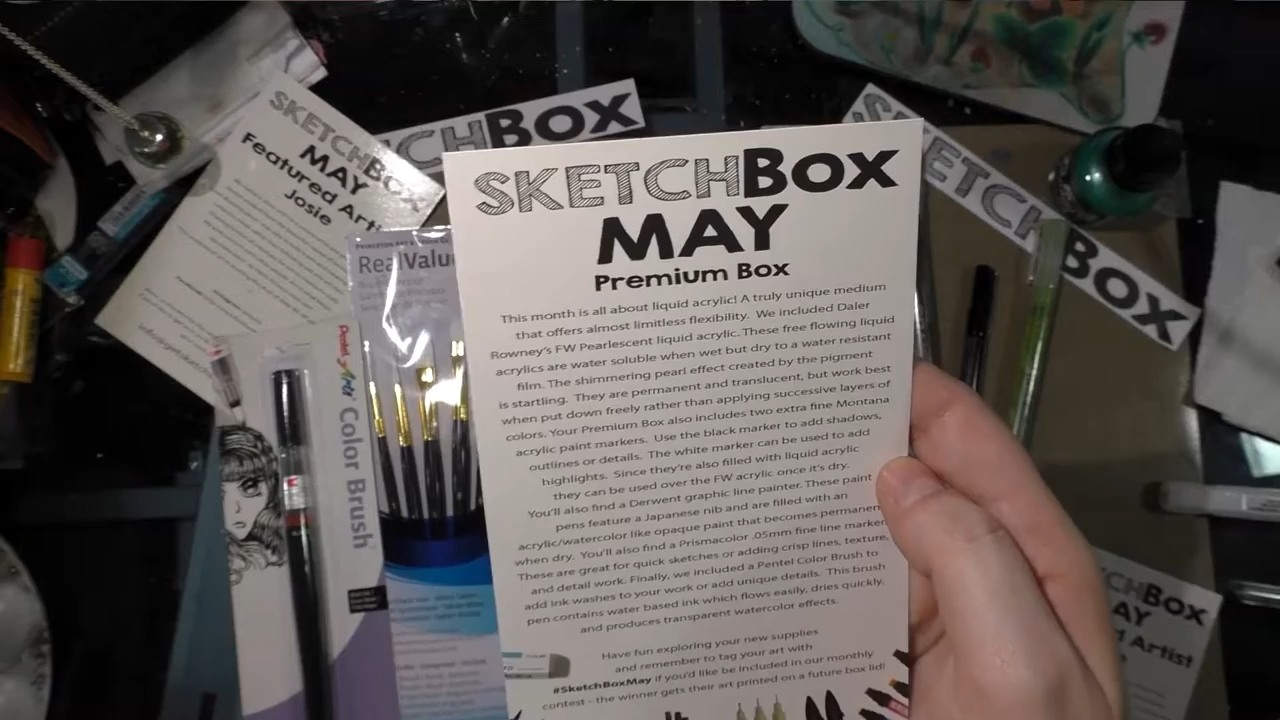 SKETCHBOX
MAY
Premium Box
This month is all about liquid acrylic! A truly unique medium
that offers almost limitless flexibility. We included Daler
Rowney's FW Pearlescent liquid acrylic. These free flowing liquid
acrylics are water soluble when wet but dry to a water resistant
film. The shimmering pearl effect created by the pigment
is startling. They are permanent and translucent, but work best
when put down freely rather than applying successive layers of
colors. Your Premium Box also includes two extra fine Montana
acrylic paint markers. Use the black marker to add shadows,
outlines or details. The white marker can be used to add
highlights. Since they're also filled with liquid acrylic
they can be used over the FW acrylic once it's dry.
You'll also find a Derwent graphic line painter. These paint
pens feature a Japanese nib and are filled with an
acrylic/watercolor like opaque paint that becomes permanen
when dry. You'll also find a Prismacolor .05mm fine line marker
These are great for quick sketches or adding crisp lines, texture,
and detail work. Finally, we included a Pentel Color Brush to
add ink washes to your work or add unique details. This brush
pen contains water based ink which flows easily, dries quickly,
and produces transparent watercolor effects.
Have fun exploring your new supplies
and remember to tag your art with
#SketchBoxMay if you'd like be included in our monthly
contest - the winner gets their art printed on a future box lid!
SKETCHBOX
MAY
Featured Arti
Josie
CHBOX
SKETCHBOX
RealValu
Pentel Arts Color Brush
TCHBOX
AY
d Artist